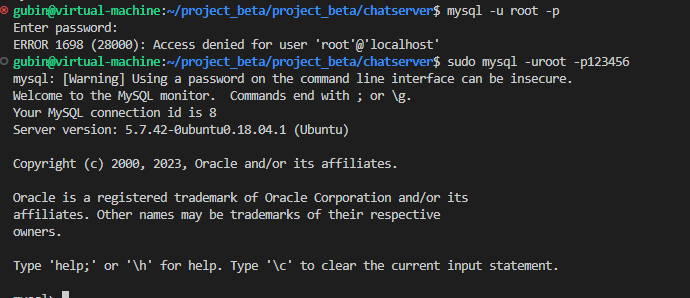 gubin@virtual-machine:~/project_beta/project_beta/chatserver$ mysql -u root -p
Enter password:
ERROR 1698 (28000): Access denied for user 'root'@'localhost'
gubin@virtual-machine:~/project_beta/project_beta/chatserver$ sudo mysql -uroot -p123456
mysql: [Warning] Using a password on the command line interface can be insecure.
Welcome to the MySQL monitor.  Commands end with ; or \g.
Your MySQL connection id is 8
Server version: 5.7.42-0ubuntu0.18.04.1 (Ubuntu)
Copyright (c) 2000, 2023, Oracle and/or its affiliates.
Oracle is a registered trademark of Oracle Corporation and/or its
affiliates. Other names may be trademarks of their respective
owners.
Type 'help;' or '\h' for help. Type '\c' to clear the current input statement.
mysql>